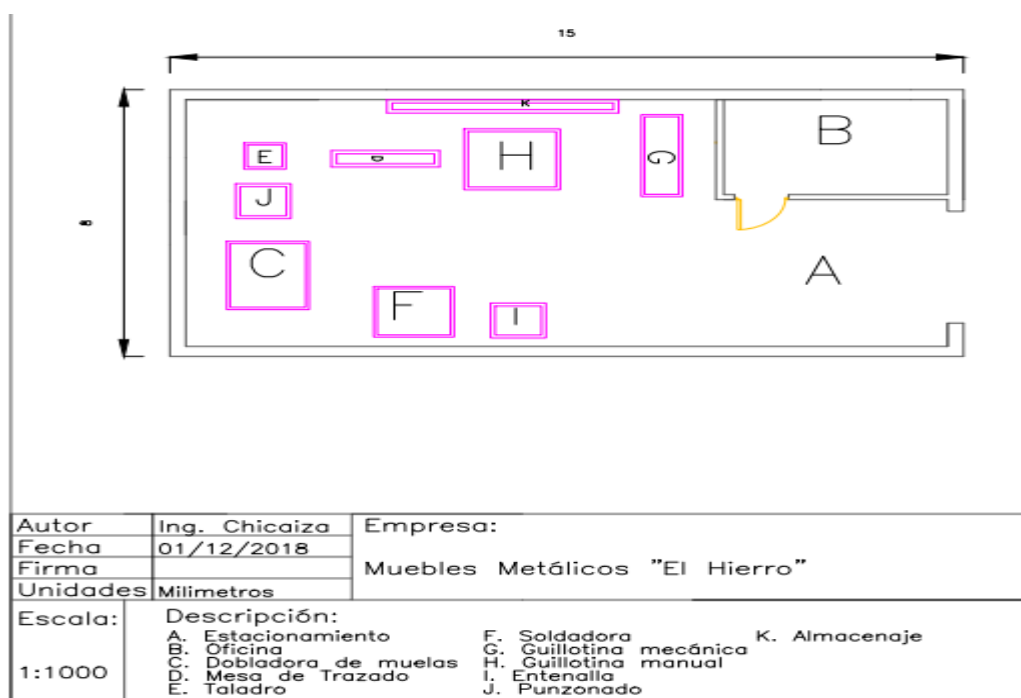 15
K
B
E
D
H
G
J
8
C
A
F
I
Autor Ing. Chicaiza Empresa:
Fecha 01/12/2018
Firma Muebles Metálicos "El Hierro"
Unidades Milimetros
Escala: Descripción:
A. Estacionamiento F. Soldadora K. Almacenaje
B. Oficina G. Guillotina mecánica
C. Dobladora de muelas H. Guillotina manual
1:1000 D. Mesa de Trazado I. Entenalla
E. Taladro J. Punzonado